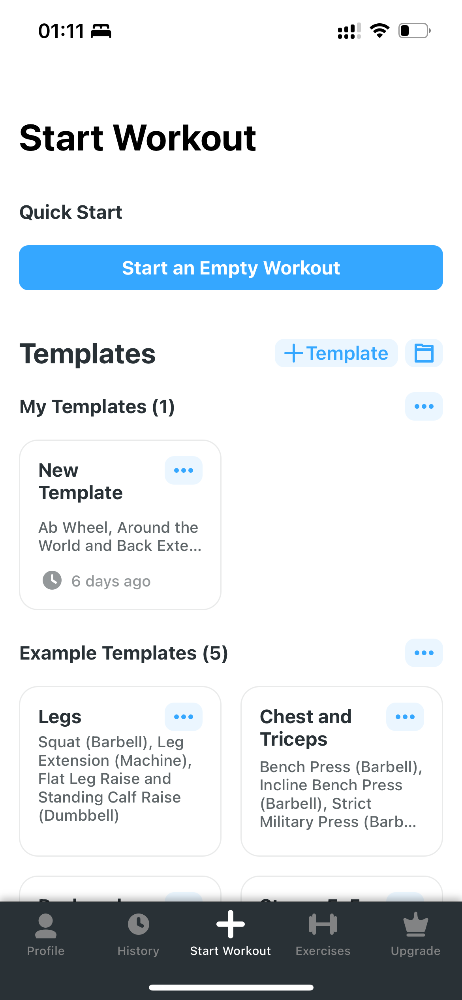 01:11
Start Workout
Quick Start
Start an Empty Workout
Templates
Template
My Templates (1)
New
Template
Ab Wheel, Around the
World and Back Exte...
6 days ago
Example Templates (5)
Legs
Squat (Barbell), Leg
Extension (Machine),
Flat Leg Raise and
Standing Calf Raise
(Dumbbell)
Chest and
Triceps
Bench Press (Barbell),
Incline Bench Press
(Barbell), Strict
Military Press (Barb...
Profile
History
Start Workout
Exercises
Upgrade